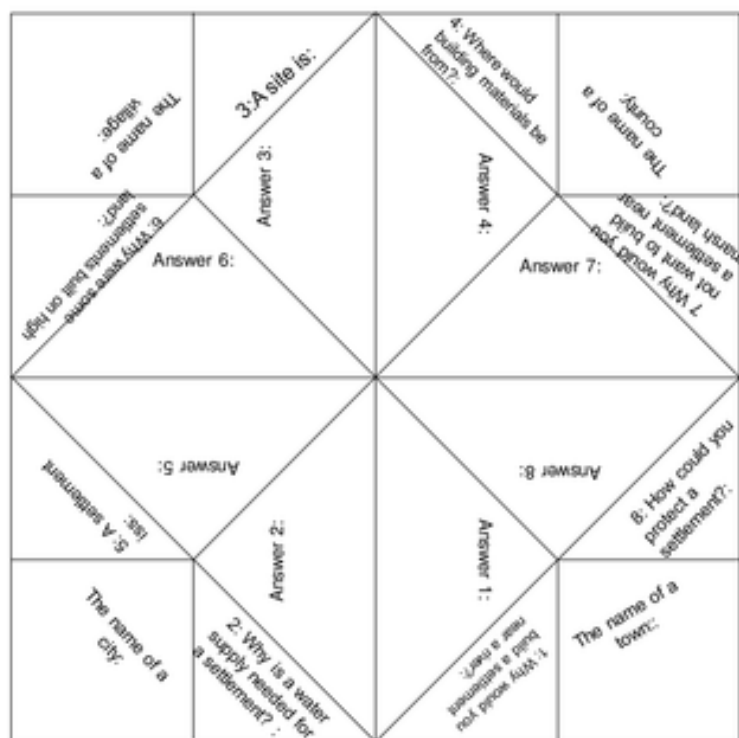 The name of a
village:
3:A site is:
4: Where would
building materials be
from?:
The name of a
county:
6: Why were some
settlements built on high
land?:
Answer 6:
Answer 3:
Answer 4:
Answer 7:
7 Why would you
not want to build
a settlement near
marsh land?:
5: A settlement
iss:
Answer 5:
Answer 2:
Answer 1:
Answer 8:
8: How could you
protect a
settlement?:
The name of a
city:
2: Why is a water
supply needed for
a settlement? :
1: Why would you
build a settlement
near a river?:
The name of a
town::